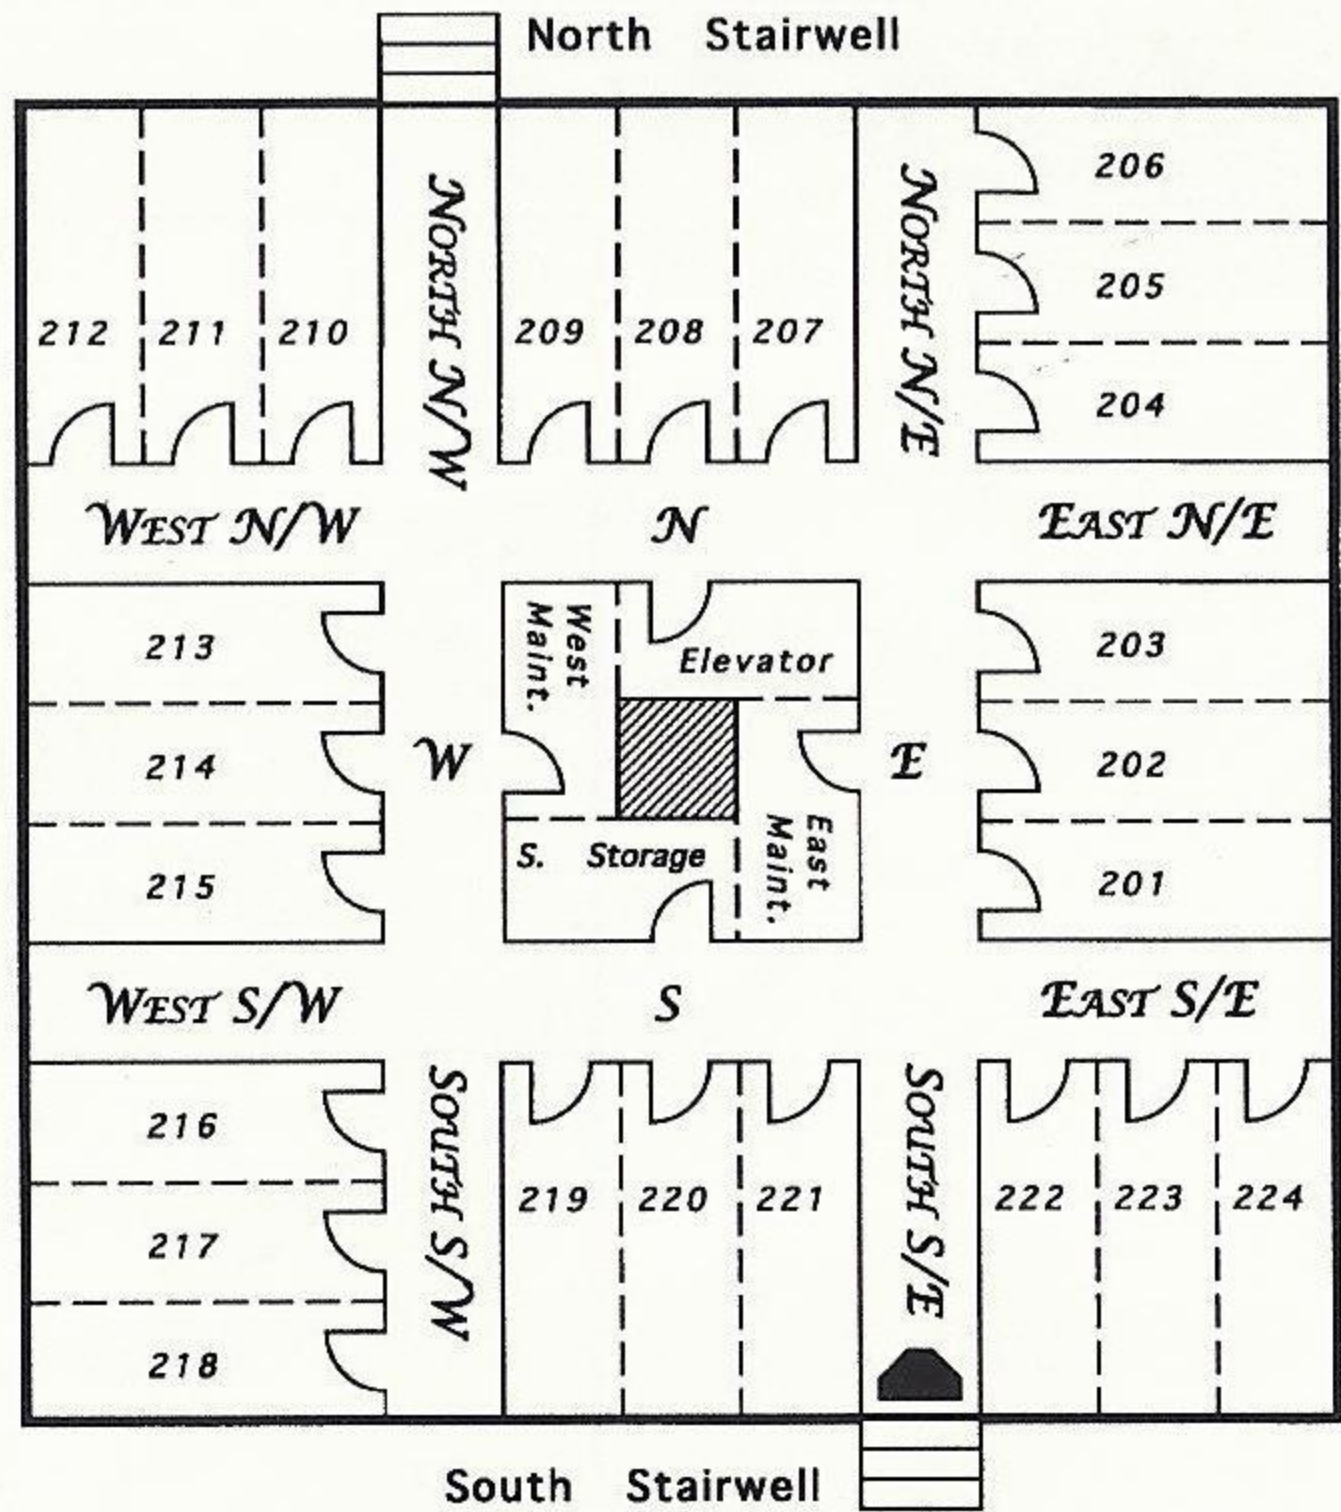 North Stairwell
206
205
212 211 210 209 208 207
204
NORTH N/W
NORTH N/E
WEST N/W N EAST N/E
213
214
215
West
Maint.
Elevator
203
202
201
W
E
S. Storage
East
Maint.
WEST S/W S EAST S/E
216
217
218
SOUTH S/W
219 220 221
SOUTH S/E
222 223 224
South Stairwell